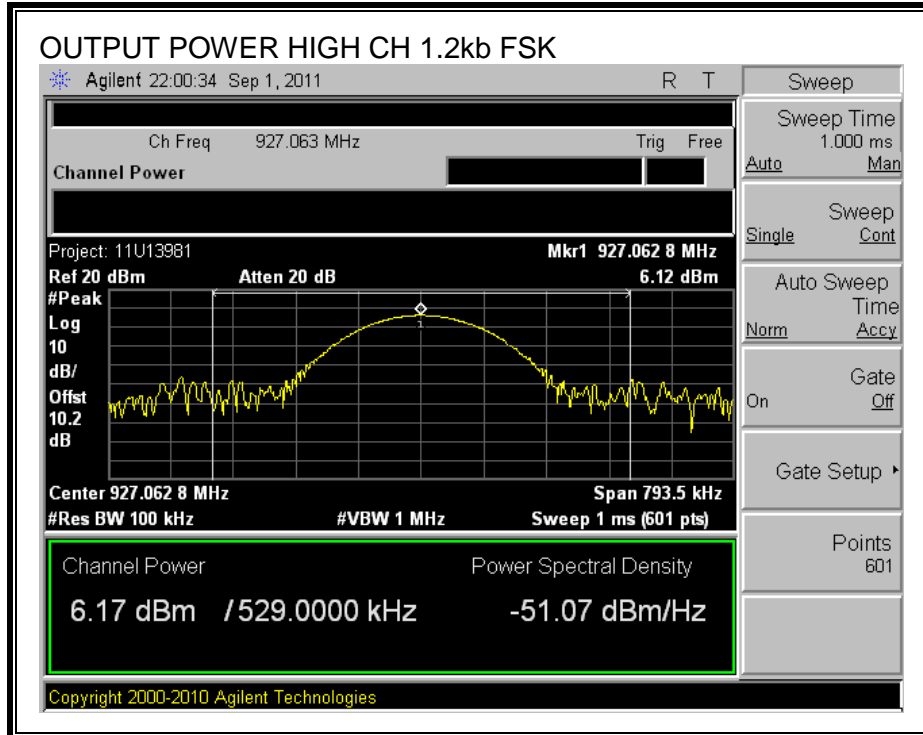 OUTPUT POWER HIGH CH 1.2kb FSK
Agilent 22:00:34 Sep 1, 2011 R T
Ch Freq 927.063 MHz Trig Free
Channel Power
Project: 11U13981 Mkr1 927.062 8 MHz
Ref 20 dBm Atten 20 dB 6.12 dBm
#Peak
Log
10
dB/
Offst
10.2
dB
1
Center 927.062 8 MHz Span 793.5 kHz
#Res BW 100 kHz #VBW 1 MHz Sweep 1 ms (601 pts)
Channel Power Power Spectral Density
6.17 dBm /529.0000 kHz -51.07 dBm/Hz
Copyright 2000-2010 Agilent Technologies
Sweep
Sweep Time
1.000 ms
Auto Man
Sweep
Single Cont
Auto Sweep
Time
Norm Accy
Gate
On Off
Gate Setup
Points
601